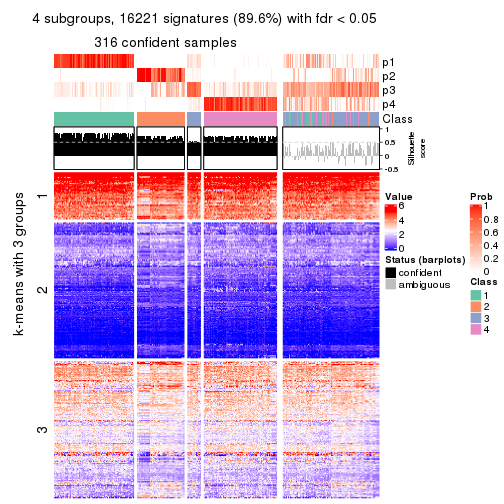 4 subgroups, 16221 signatures (89.6%) with fdr < 0.05
316 confident samples
p1
p2
p3
p4
Class
1
0.5
0
-0.5
Silhouette
score
k-means with 3 groups
1
2
3
Value
6
4
2
0
Status (barplots)
confident
ambiguous
Prob
1
0.8
0.6
0.4
0.2
0
Class
1
2
3
4